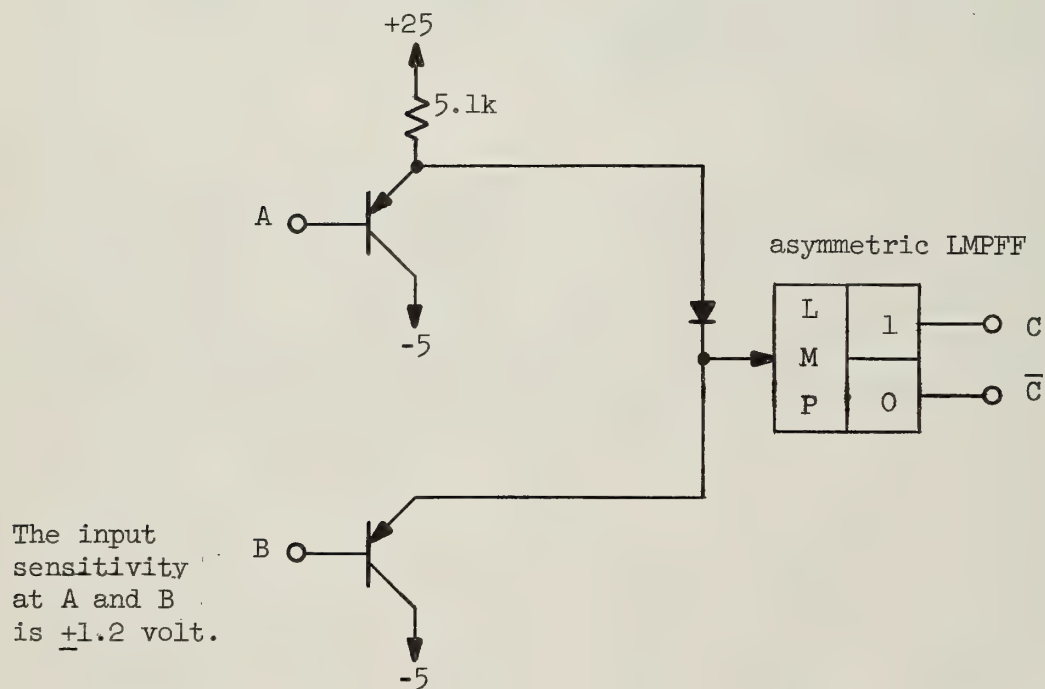 +25
5.1k
A
-5
asymmetric LMPFF
L
M
P
1
0
C
C̅
The input
sensitivity
at A and B
is ±1.2 volt.
B
-5